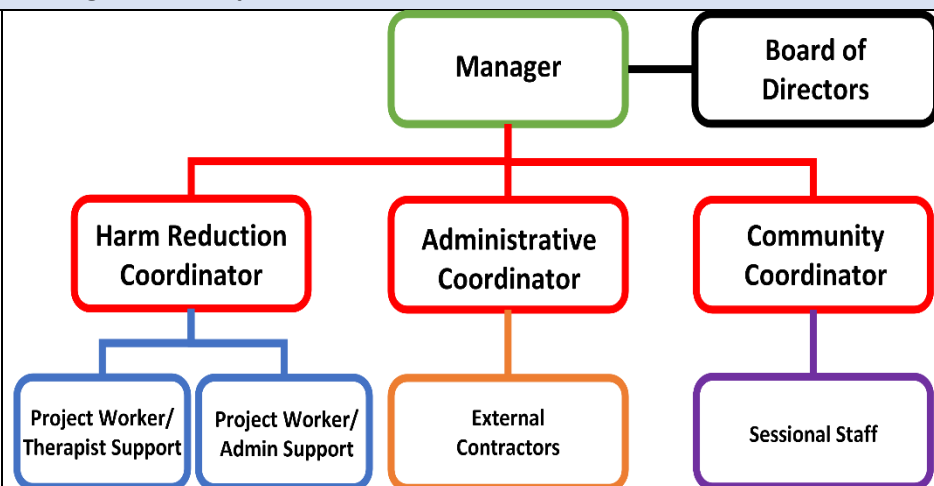 Manager
Board of
Directors
Harm Reduction
Coordinator
Administrative
Coordinator
Community
Coordinator
Project Worker/
Therapist Support
Project Worker/
Admin Support
External
Contractors
Sessional Staff